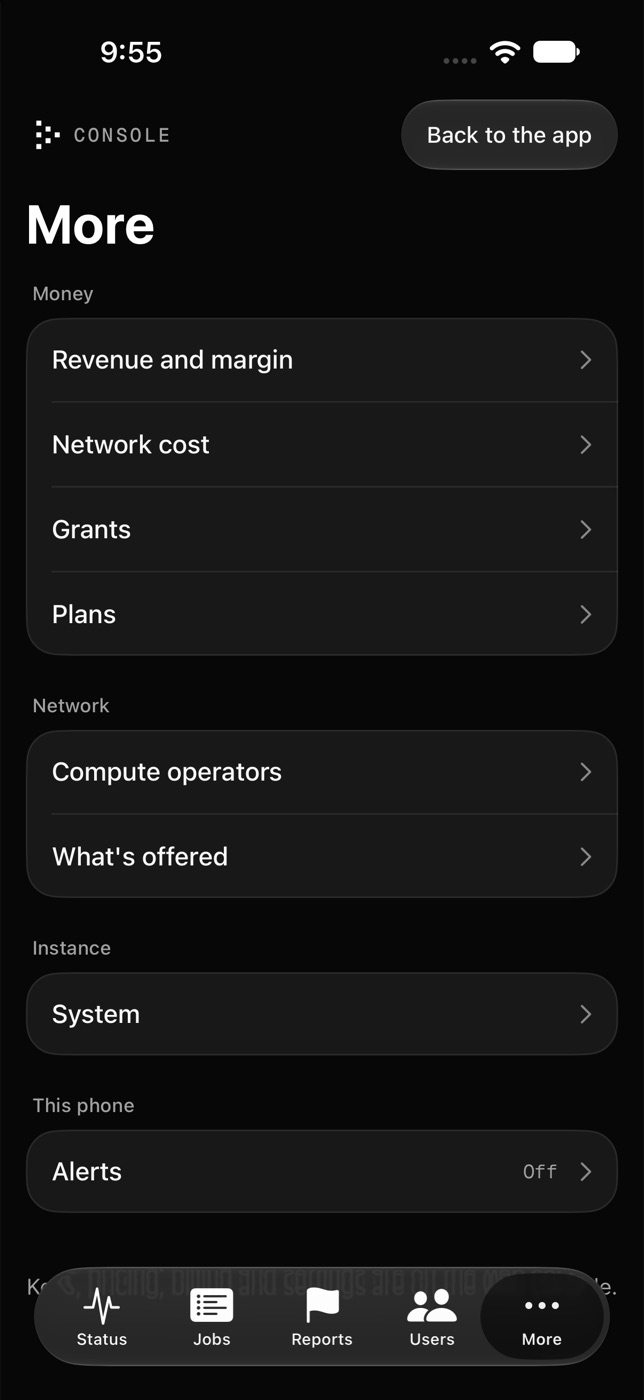 9:55
CONSOLE
Back to the app
More
Money
Revenue and margin
Network cost
Grants
Plans
Network
Compute operators
What's offered
Instance
System
This phone
Alerts
Off
Status
Jobs
Reports
Users
More